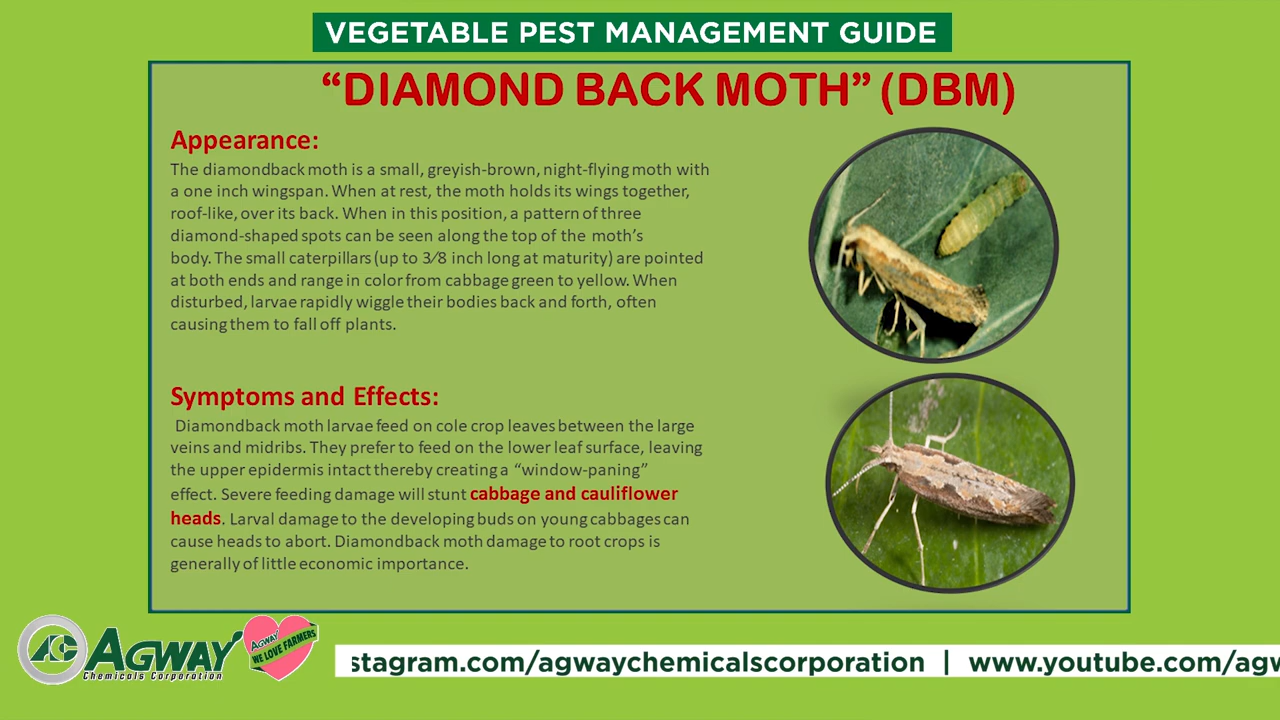 VEGETABLE PEST MANAGEMENT GUIDE
“DIAMOND BACK MOTH” (DBM)
Appearance:
The diamondback moth is a small, greyish-brown, night-flying moth with
a one inch wingspan. When at rest, the moth holds its wings together,
roof-like, over its back. When in this position, a pattern of three
diamond-shaped spots can be seen along the top of the moth’s
body. The small caterpillars (up to 3⁄8 inch long at maturity) are pointed
at both ends and range in color from cabbage green to yellow. When
disturbed, larvae rapidly wiggle their bodies back and forth, often
causing them to fall off plants.
Symptoms and Effects:
Diamondback moth larvae feed on cole crop leaves between the large
veins and midribs. They prefer to feed on the lower leaf surface, leaving
the upper epidermis intact thereby creating a “window-paning”
effect. Severe feeding damage will stunt cabbage and cauliflower
heads. Larval damage to the developing buds on young cabbages can
cause heads to abort. Diamondback moth damage to root crops is
generally of little economic importance.
AC
AGWAY
Chemicals Corporation
AGWAY
WE LOVE FARMERS
stagram.com/agwaychemicalscorporation | www.youtube.com/agw